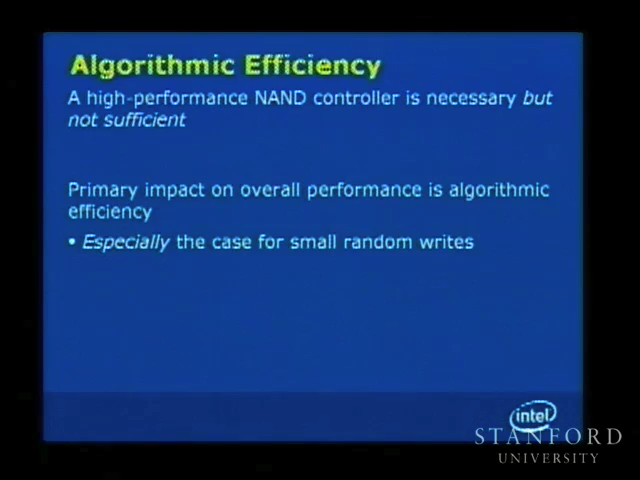 Algorithmic Efficiency
A high-performance NAND controller is necessary but
not sufficient
Primary impact on overall performance is algorithmic
efficiency
• Especially the case for small random writes
intel
STANFORD
UNIVERSITY